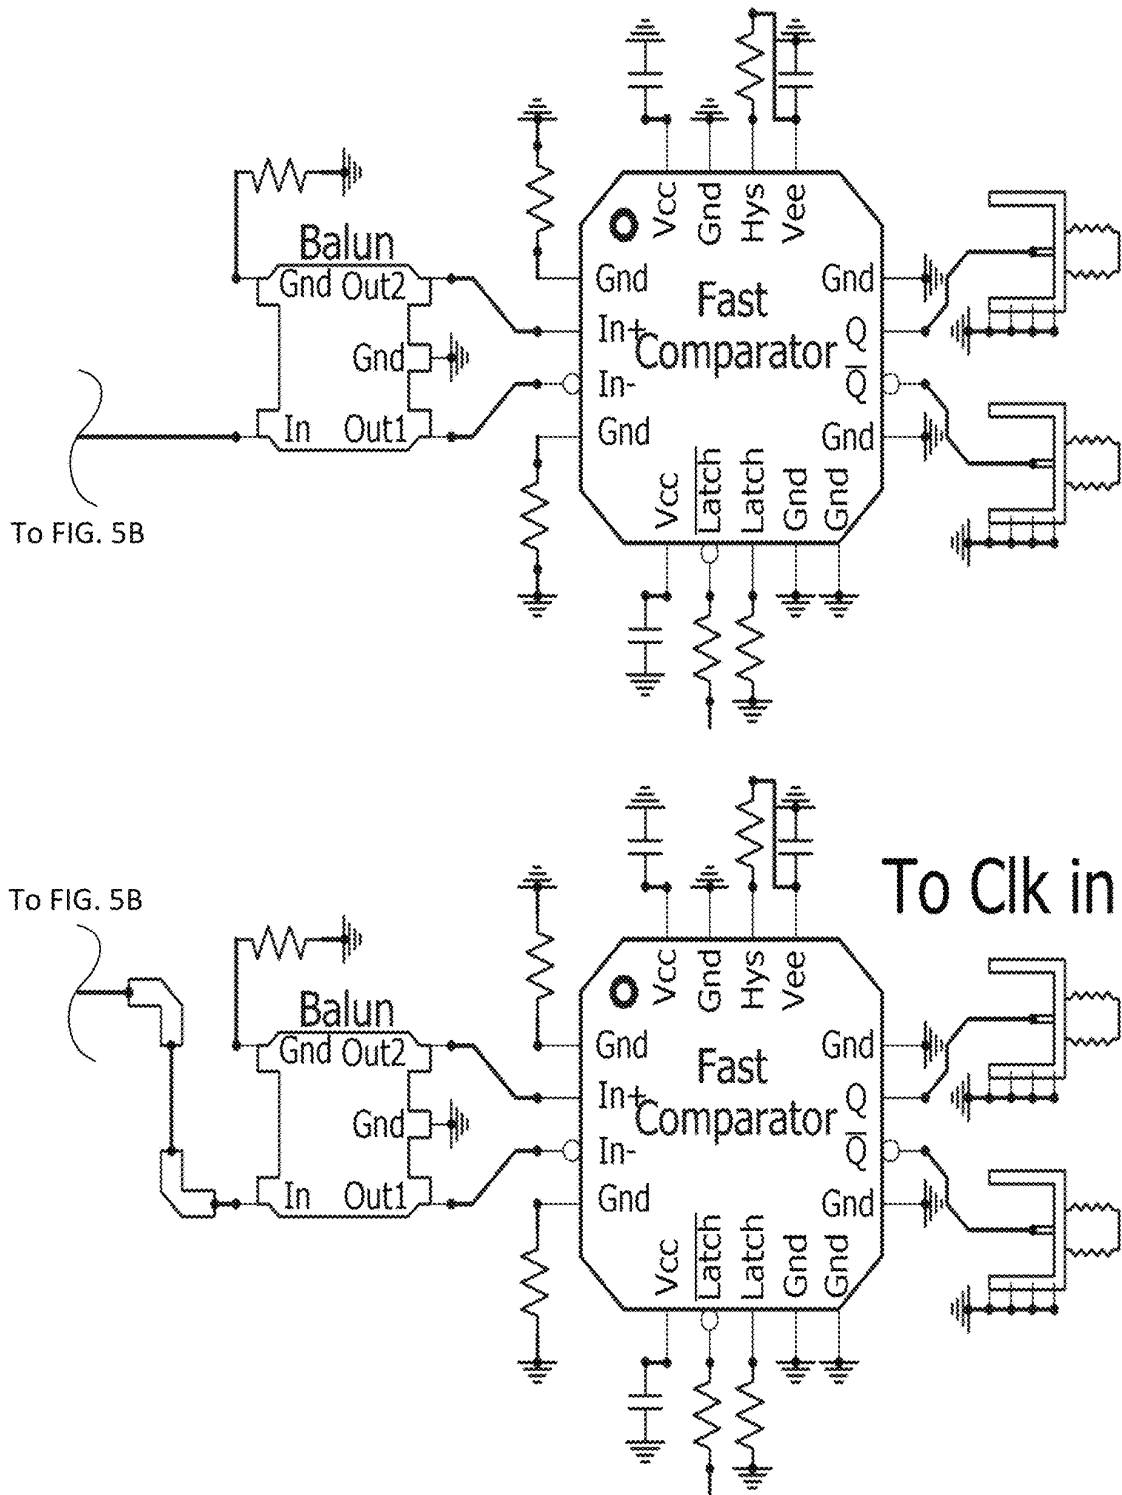 Vcc
Gnd
Hys
Vee
Balun
Gnd Out2
Gnd
In Out1
Gnd
In+
In-
Gnd
Fast
Comparator
Gnd
Q
Q̅
Gnd
Vcc
L̅a̅t̅c̅h̅
Latch
Gnd
Gnd
To FIG. 5B
To Clk in
To FIG. 5B
Vcc
Gnd
Hys
Vee
Balun
Gnd Out2
Gnd
In Out1
Gnd
In+
In-
Gnd
Fast
Comparator
Gnd
Q
Q̅
Gnd
Vcc
L̅a̅t̅c̅h̅
Latch
Gnd
Gnd